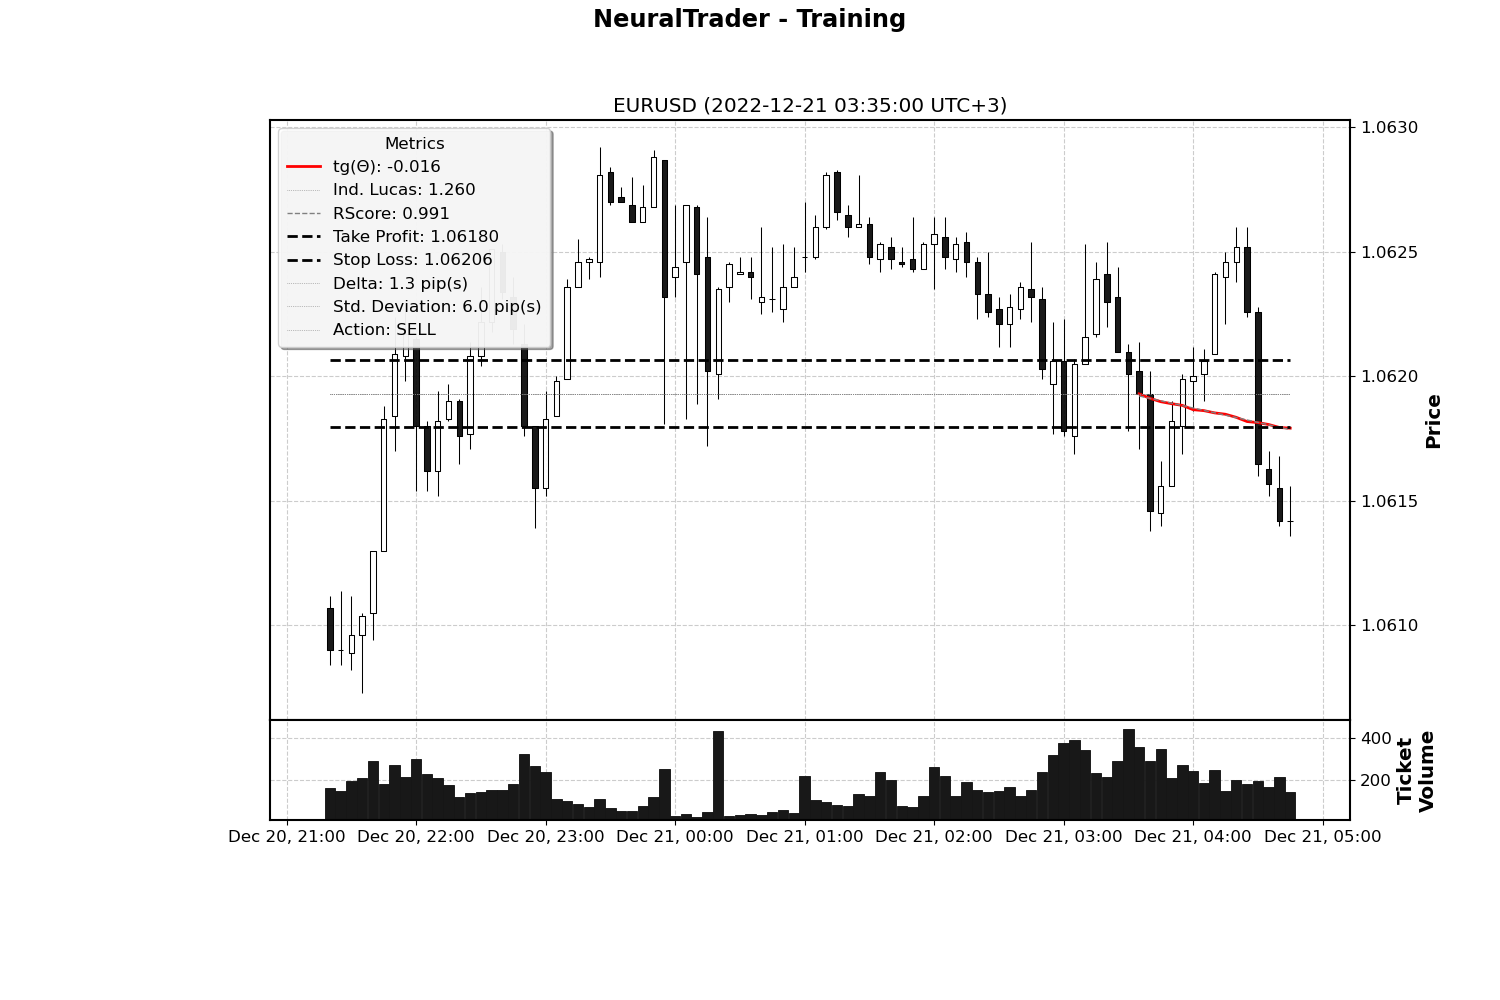 NeuralTrader - Training
EURUSD (2022-12-21 03:35:00 UTC+3)
Metrics
tg(Θ): -0.016
Ind. Lucas: 1.260
RScore: 0.991
Take Profit: 1.06180
Stop Loss: 1.06206
Delta: 1.3 pip(s)
Std. Deviation: 6.0 pip(s)
Action: SELL
1.0630
1.0625
1.0620
1.0615
1.0610
Price
400
200
Ticket
Volume
Dec 20, 21:00
Dec 20, 22:00
Dec 20, 23:00
Dec 21, 00:00
Dec 21, 01:00
Dec 21, 02:00
Dec 21, 03:00
Dec 21, 04:00
Dec 21, 05:00